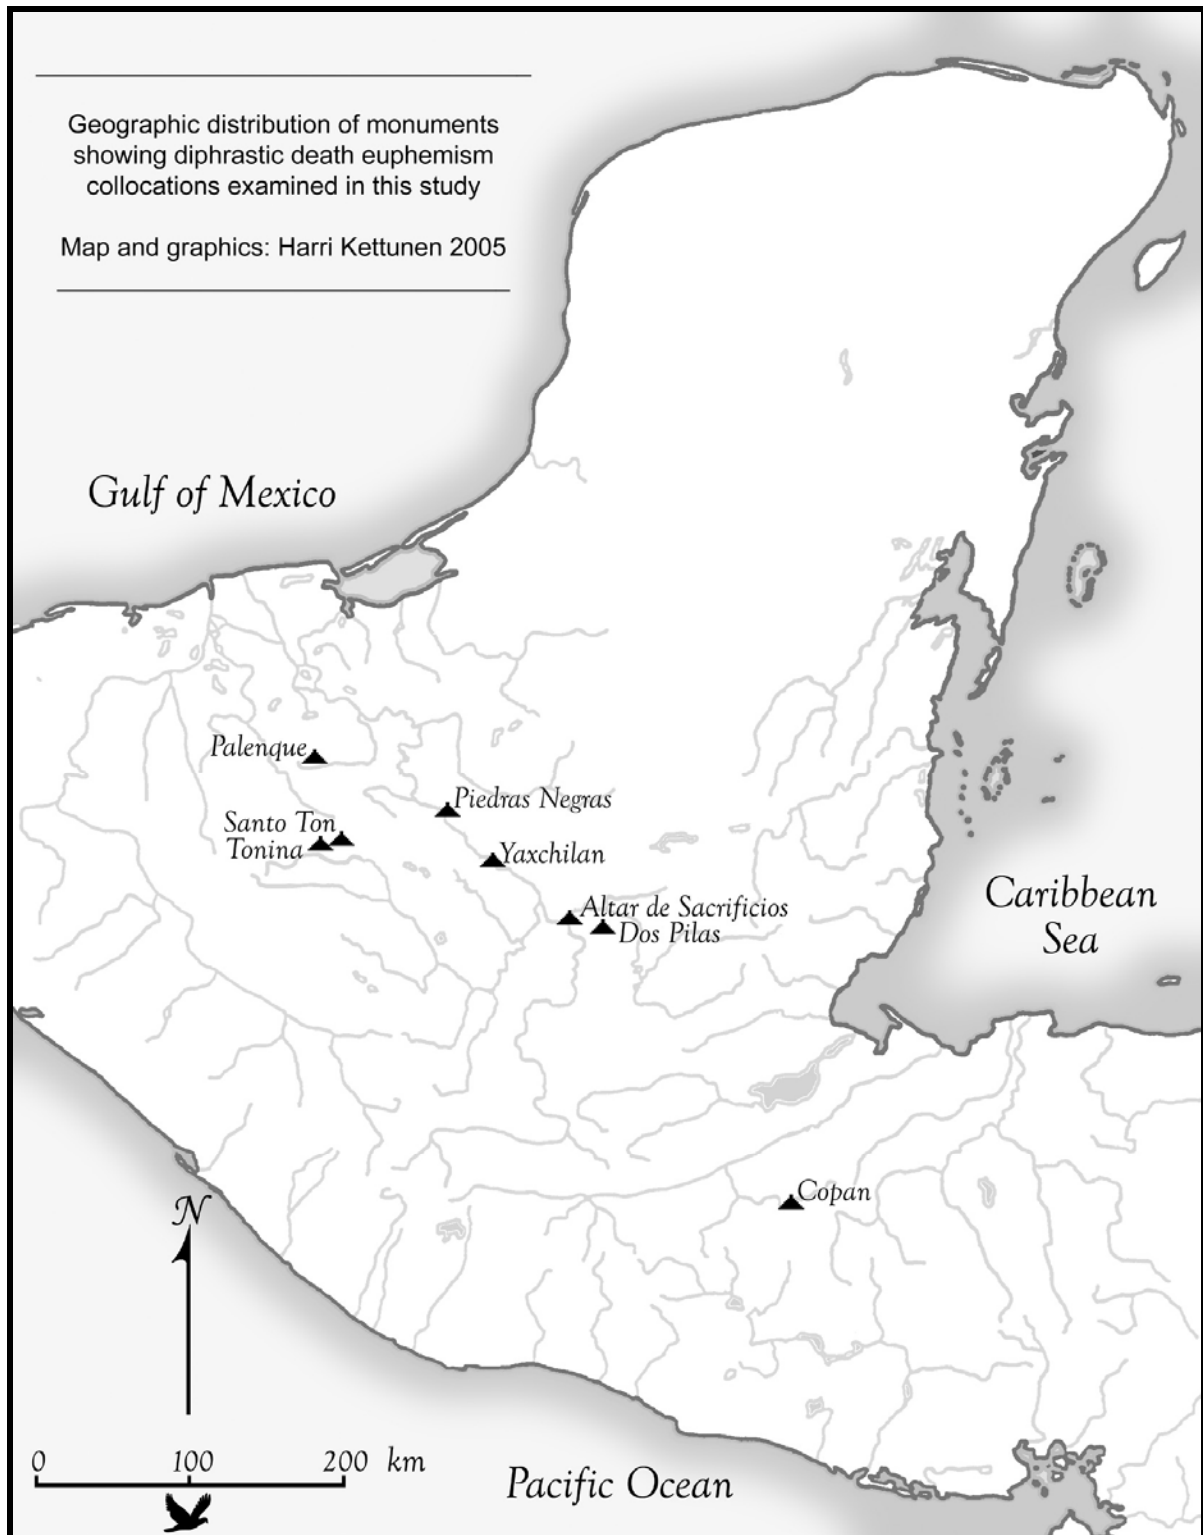 Geographic distribution of monuments
showing diphrastic death euphemism
collocations examined in this study
Map and graphics: Harri Kettunen 2005
Gulf of Mexico
Palenque
Piedras Negras
Santo Ton
Tonina
Yaxchilan
Altar de Sacrificios
Dos Pilas
Caribbean
Sea
Copan
N
0 100 200 km
Pacific Ocean